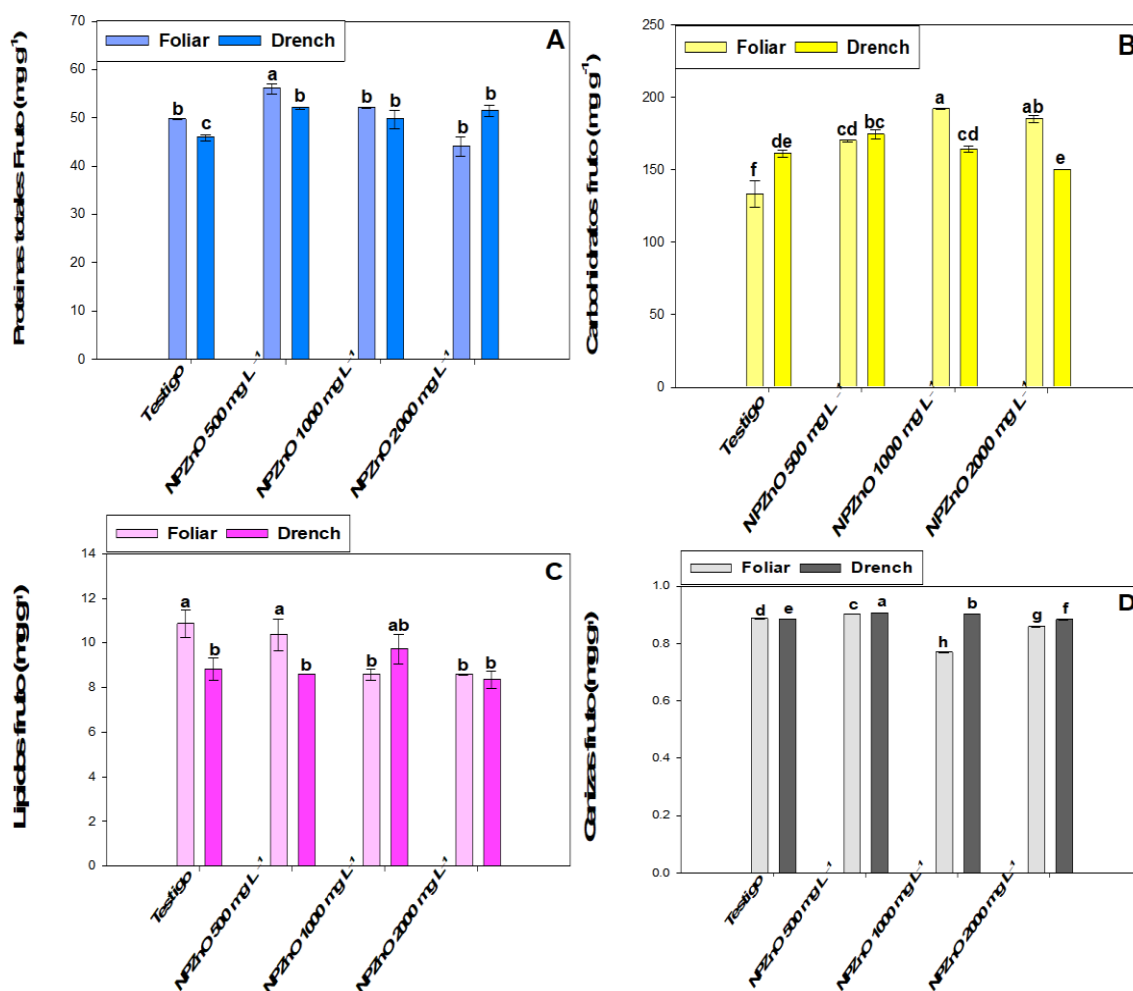 Proteínas totales Fruto (mg g⁻¹)
70
60
50
40
30
20
10
0
Foliar Drench
A
b c a b b b b b
Testigo
NPZnO 500 mg L⁻¹
NPZnO 1000 mg L⁻¹
NPZnO 2000 mg L⁻¹
Carbohidratos fruto (mg g⁻¹)
250
200
150
100
50
0
Foliar Drench
B
f de cd bc a cd ab e
Testigo
NPZnO 500 mg L⁻¹
NPZnO 1000 mg L⁻¹
NPZnO 2000 mg L⁻¹
Lipidos fruto (mg g¹)
14
12
10
8
6
4
2
0
Foliar Drench
C
a b a b b ab b b
Testigo
NPZnO 500 mg L⁻¹
NPZnO 1000 mg L⁻¹
NPZnO 2000 mg L⁻¹
Cenizas fruto (mg g¹)
1.0
0.8
0.6
0.4
0.2
0.0
Foliar Drench
D
d e c a h b g f
Testigo
NPZnO 500 mg L⁻¹
NPZnO 1000 mg L⁻¹
NPZnO 2000 mg L⁻¹